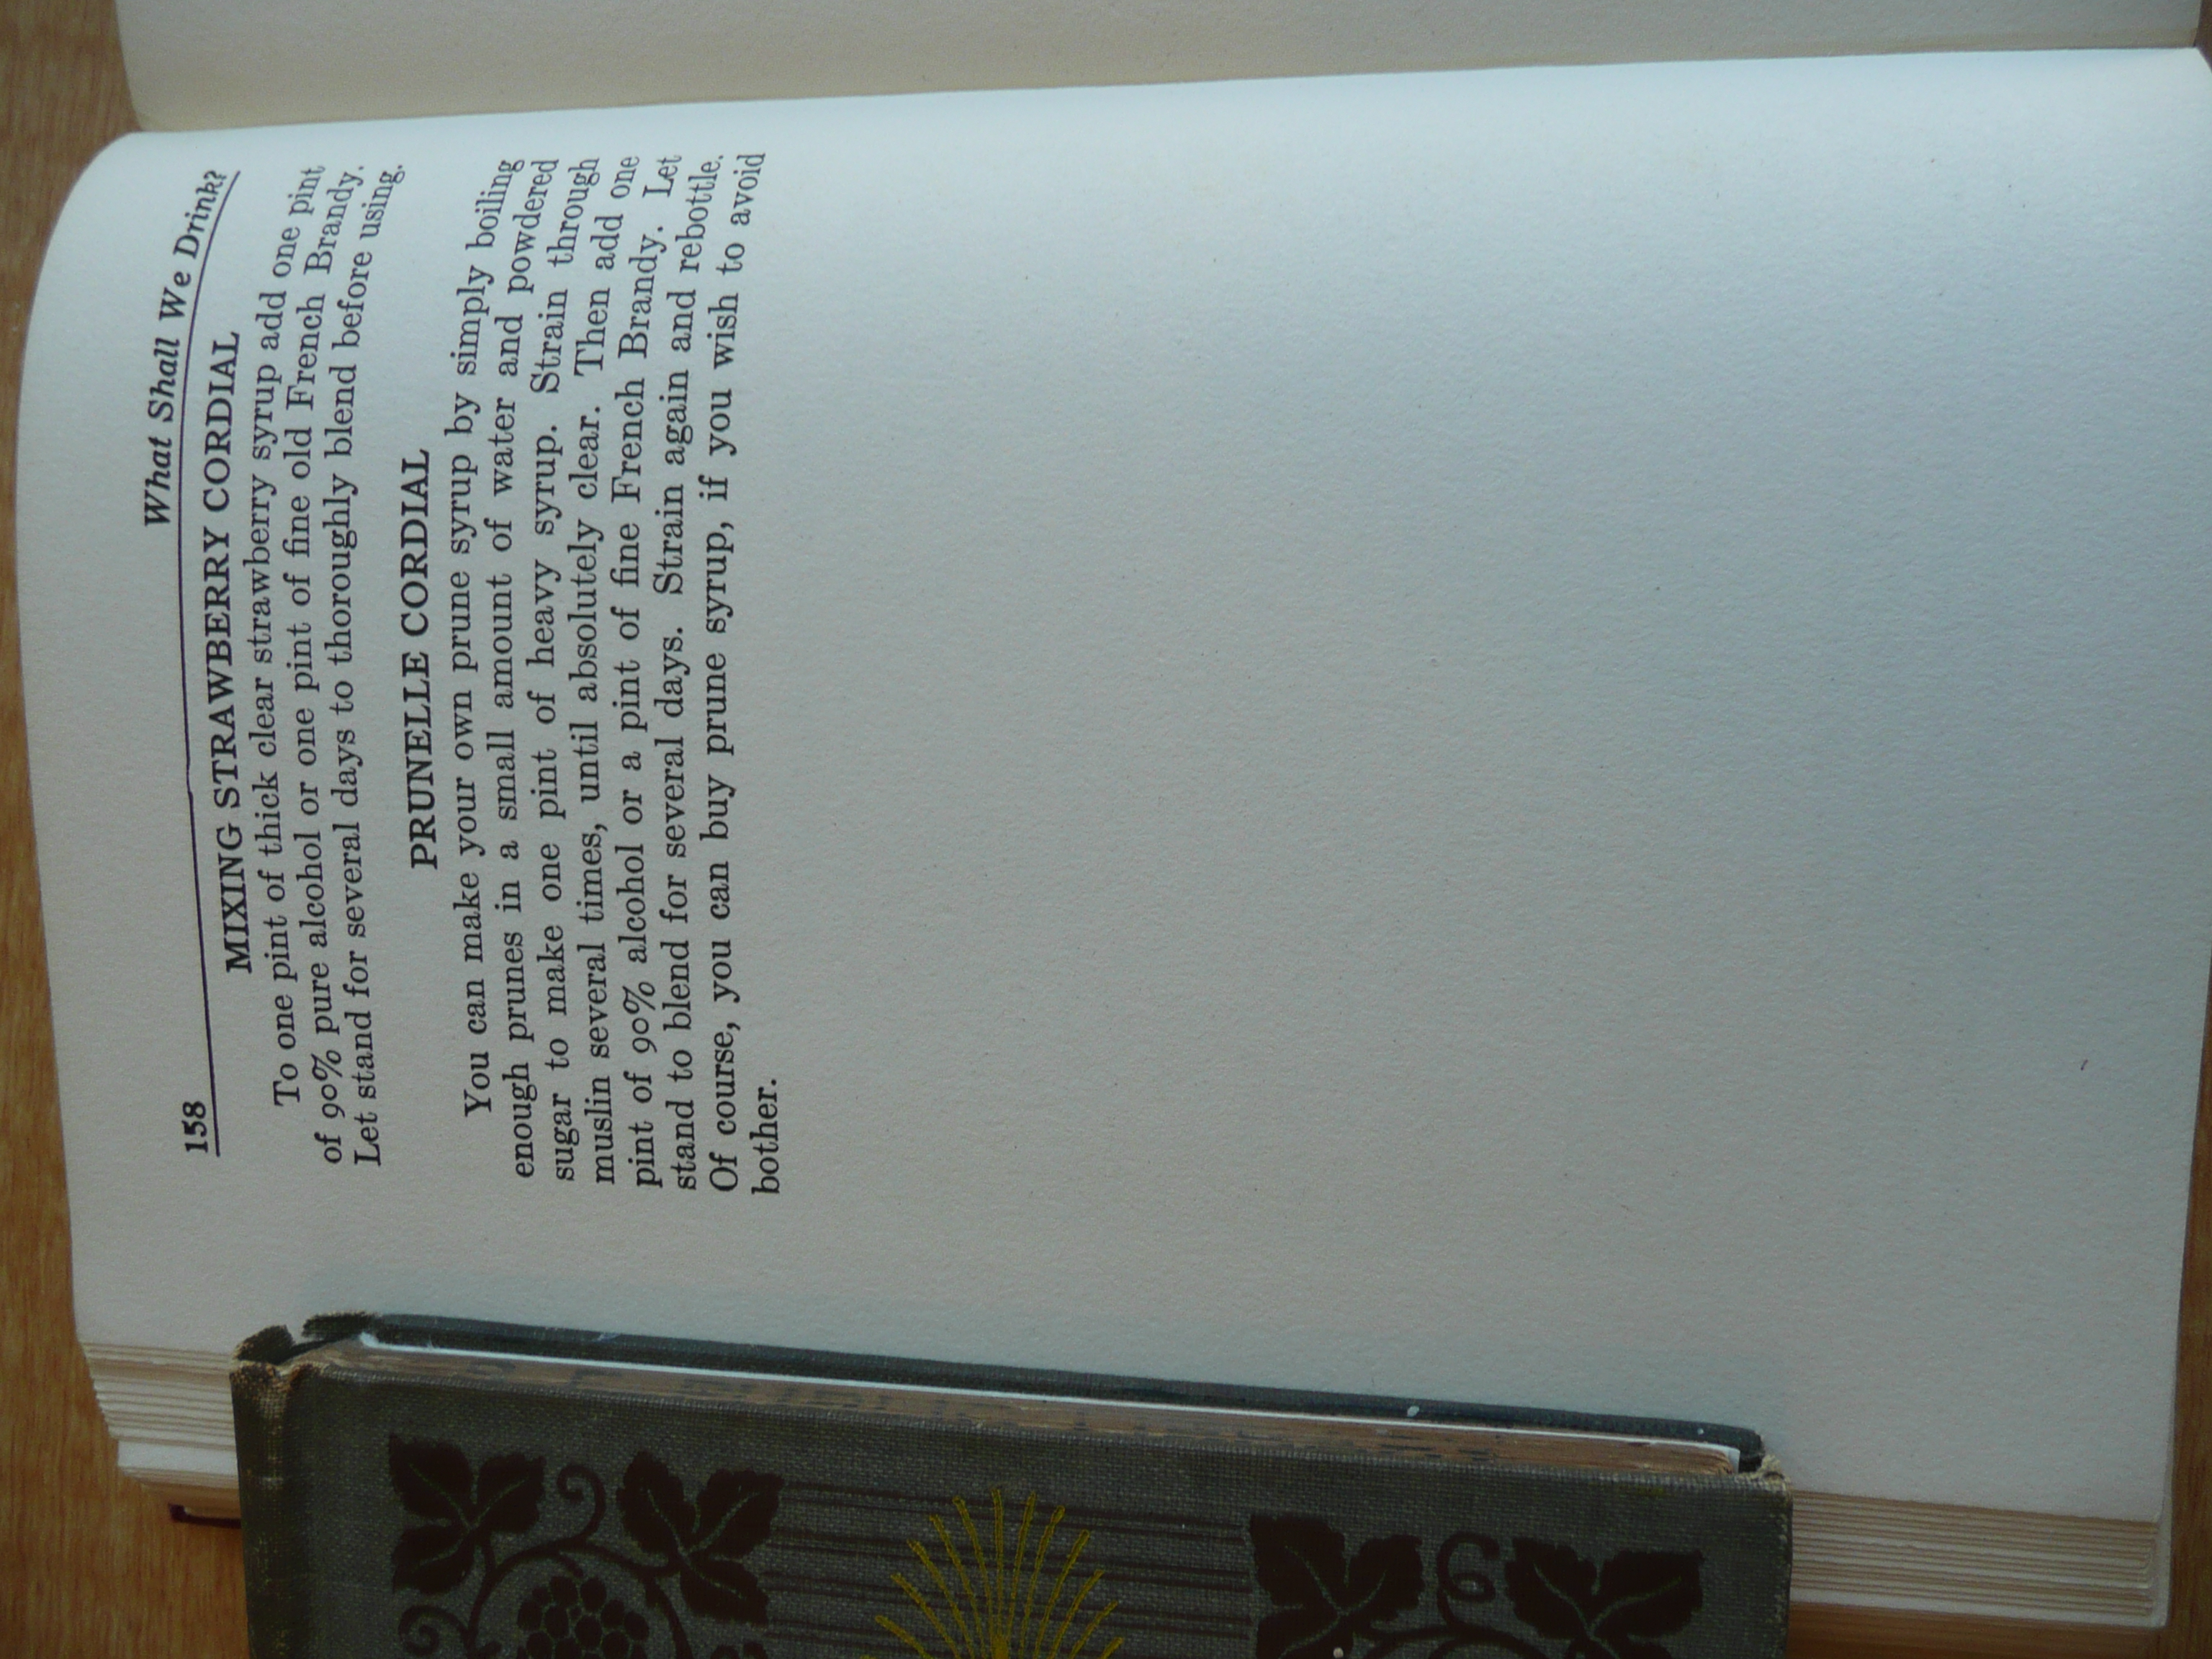 158 What Shall We Drink?
MIXING STRAWBERRY CORDIAL
To one pint of thick clear strawberry syrup add one pint
of 90% pure alcohol or one pint of fine old French Brandy.
Let stand for several days to thoroughly blend before using.
PRUNELLE CORDIAL
You can make your own prune syrup by simply boiling
enough prunes in a small amount of water and powdered
sugar to make one pint of heavy syrup. Strain through
muslin several times, until absolutely clear. Then add one
pint of 90% alcohol or a pint of fine French Brandy. Let
stand to blend for several days. Strain again and rebottle.
Of course, you can buy prune syrup, if you wish to avoid
bother.